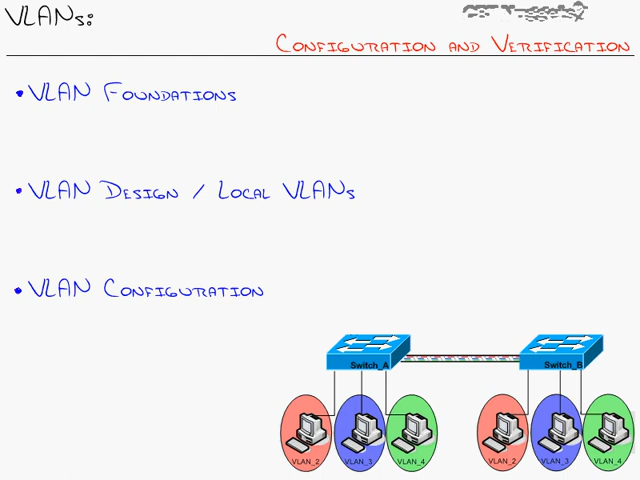 VLANs:
Configuration and Verification
• VLAN Foundations
• VLAN Design / Local VLANs
• VLAN Configuration
Switch_A
Switch_B
VLAN_2 VLAN_3 VLAN_4 VLAN_2 VLAN_3 VLAN_4